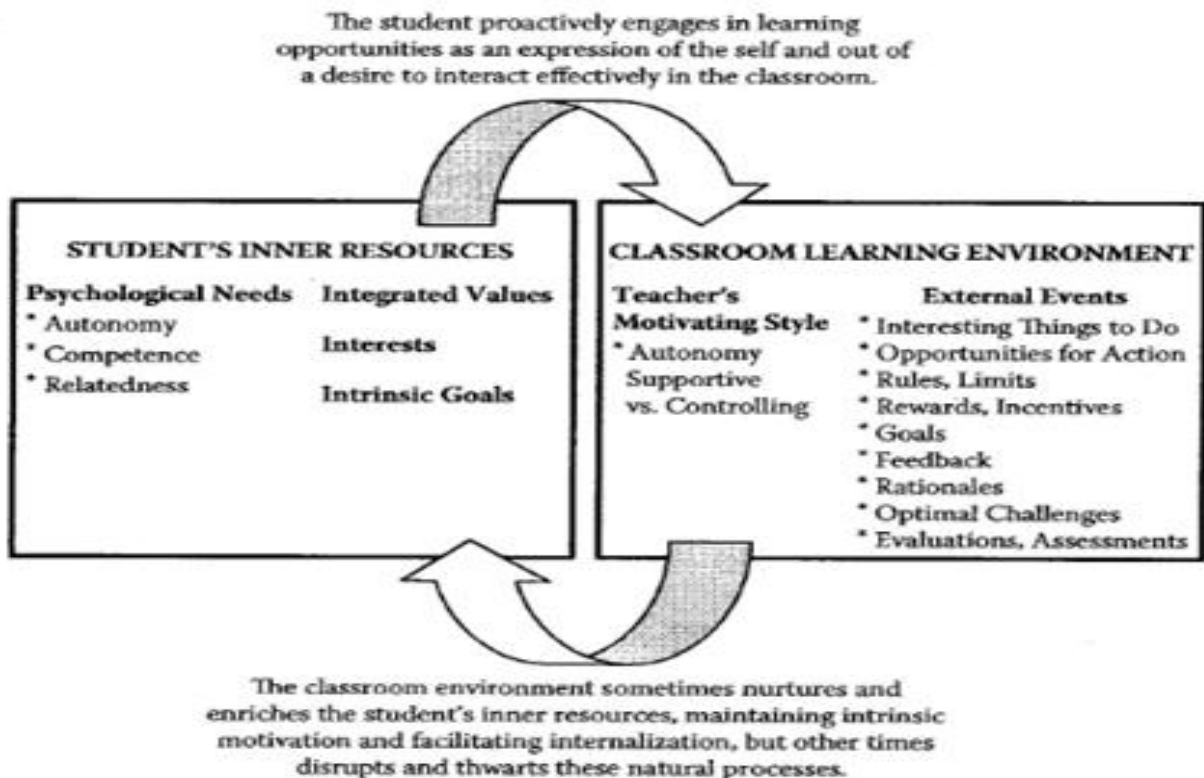 The student proactively engages in learning
opportunities as an expression of the self and out of
a desire to interact effectively in the classroom.
STUDENT'S INNER RESOURCES
Psychological Needs
* Autonomy
* Competence
* Relatedness
Integrated Values
Interests
Intrinsic Goals
CLASSROOM LEARNING ENVIRONMENT
Teacher's
Motivating Style
* Autonomy
Supportive
vs. Controlling
External Events
* Interesting Things to Do
* Opportunities for Action
* Rules, Limits
* Rewards, Incentives
* Goals
* Feedback
* Rationales
* Optimal Challenges
* Evaluations, Assessments
The classroom environment sometimes nurtures and
enriches the student's inner resources, maintaining intrinsic
motivation and facilitating internalization, but other times
disrupts and thwarts these natural processes.